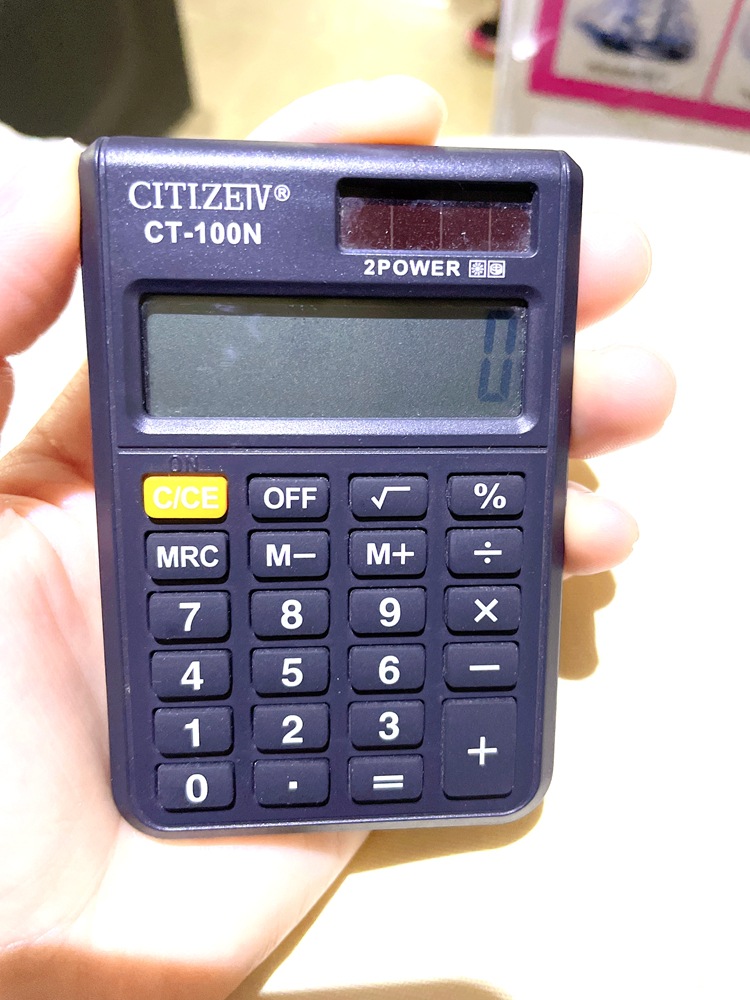 CITIZEIV®
CT-100N
2POWER
0
ON
C/CE OFF √ %
MRC M− M+ ÷
7 8 9 ×
4 5 6 −
1 2 3 +
0 . =